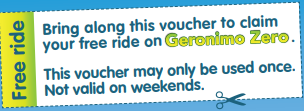 Free ride
Bring along this voucher to claim
your free ride on Geronimo Zero.
This voucher may only be used once.
Not valid on weekends.